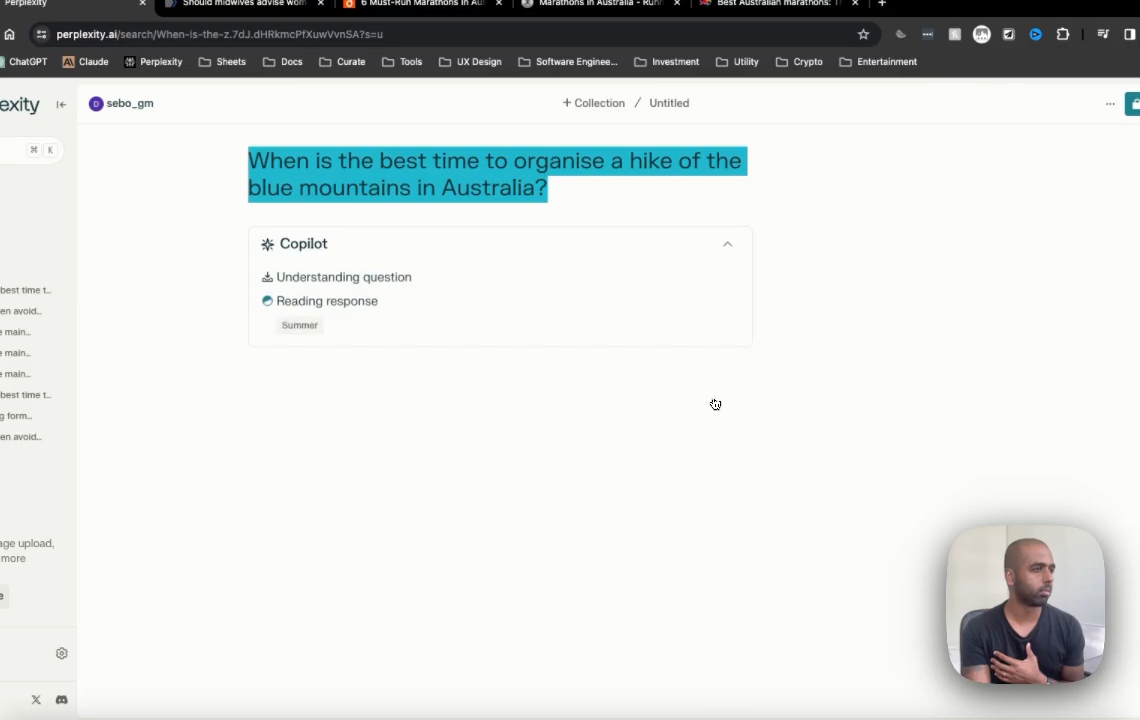 Perplexity
Should midwives advise wom
6 Must-Run Marathons in Aus
Marathons in Australia - Runn
Best Australian marathons: T
perplexity.ai/search/When-is-the-z.7dJ.dHRkmcPfXuwVvnSA?s=u
ChatGPT
Claude
Perplexity
Sheets
Docs
Curate
Tools
UX Design
Software Enginee...
Investment
Utility
Crypto
Entertainment
exity
sebo_gm
+ Collection / Untitled
⌘ K
When is the best time to organise a hike of the
blue mountains in Australia?
Copilot
Understanding question
Reading response
Summer
best time t...
en avoid...
e main...
e main...
e main...
best time t...
g form...
en avoid...
age upload,
more
e